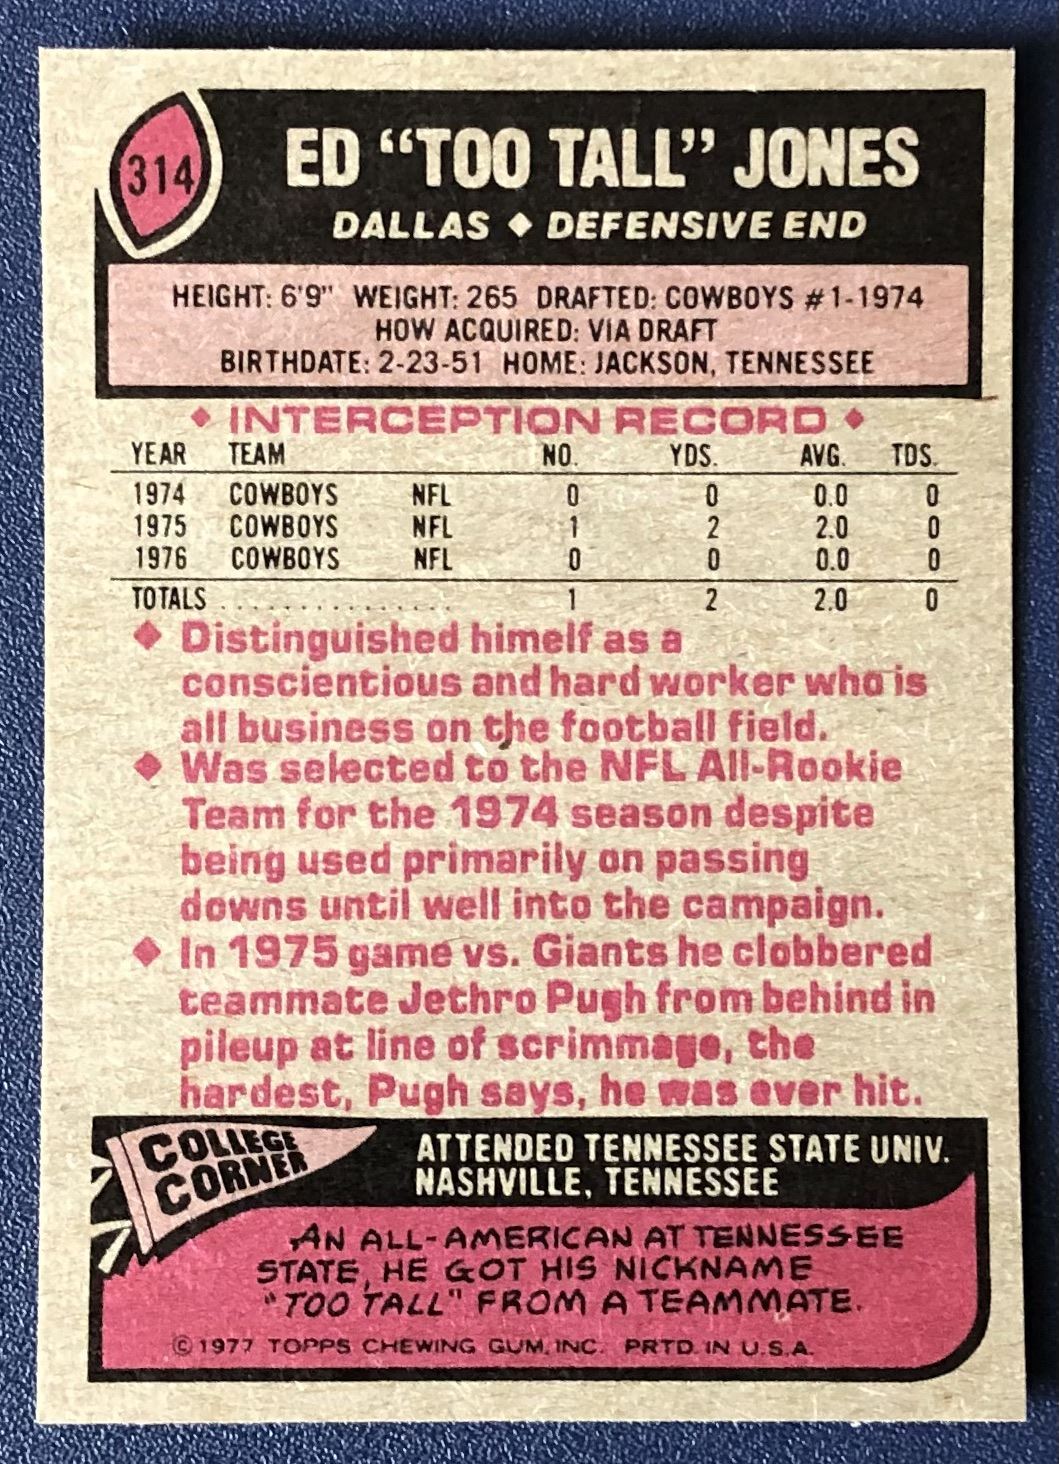 314
ED “TOO TALL” JONES
DALLAS ◆ DEFENSIVE END
HEIGHT: 6'9" WEIGHT: 265 DRAFTED: COWBOYS #1-1974
HOW ACQUIRED: VIA DRAFT
BIRTHDATE: 2-23-51 HOME: JACKSON, TENNESSEE
◆ INTERCEPTION RECORD ◆
YEAR TEAM NO. YDS. AVG. TDS.
1974 COWBOYS NFL 0 0 0.0 0
1975 COWBOYS NFL 1 2 2.0 0
1976 COWBOYS NFL 0 0 0.0 0
TOTALS ............... 1 2 2.0 0
◆ Distinguished himself as a
conscientious and hard worker who is
all business on the football field.
◆ Was selected to the NFL All-Rookie
Team for the 1974 season despite
being used primarily on passing
downs until well into the campaign.
◆ In 1975 game vs. Giants he clobbered
teammate Jethro Pugh from behind in
pileup at line of scrimmage, the
hardest, Pugh says, he was ever hit.
COLLEGE
CORNER
ATTENDED TENNESSEE STATE UNIV.
NASHVILLE, TENNESSEE
AN ALL-AMERICAN AT TENNESSEE
STATE, HE GOT HIS NICKNAME
"TOO TALL" FROM A TEAMMATE.
© 1977 TOPPS CHEWING GUM, INC. PRTD. IN U.S.A.